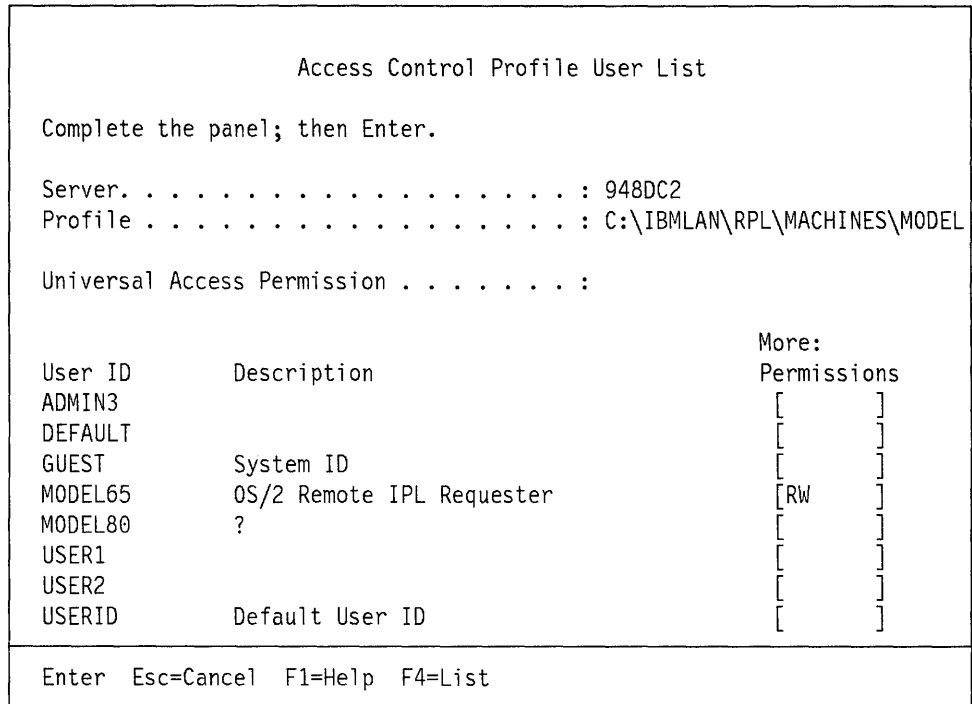 Access Control Profile User List
Complete the panel; then Enter.
Server. . . . . . . . . . . . . . . . . . . : 948DC2
Profile . . . . . . . . . . . . . . . . . . : C:\IBMLAN\RPL\MACHINES\MODEL
Universal Access Permission . . . . . . . :
More:
User ID Description Permissions
ADMIN3 [ ]
DEFAULT [ ]
GUEST System ID [ ]
MODEL65 OS/2 Remote IPL Requester [RW ]
MODEL80 ? [ ]
USER1 [ ]
USER2 [ ]
USERID Default User ID [ ]
Enter Esc=Cancel F1=Help F4=List